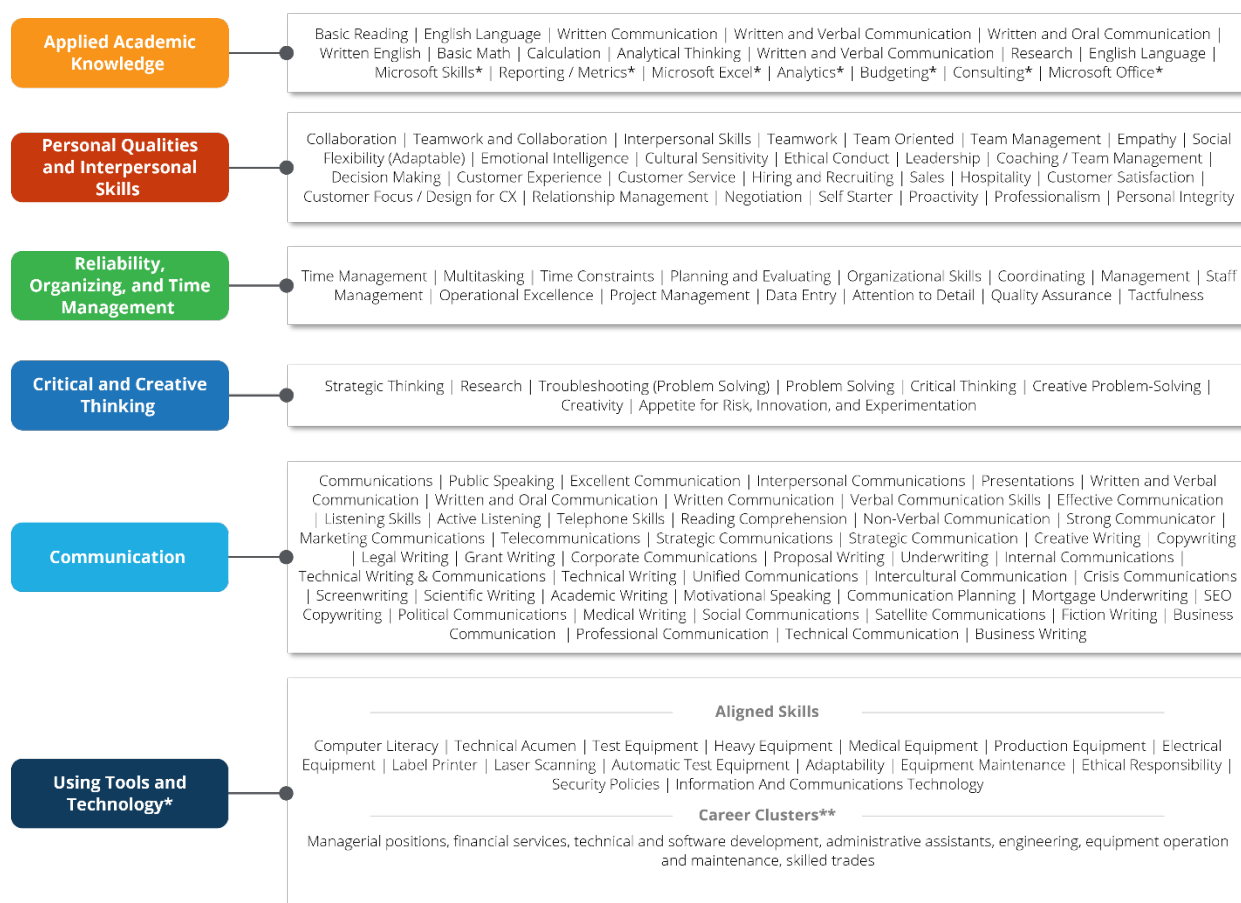 Applied Academic
Knowledge
Basic Reading | English Language | Written Communication | Written and Verbal Communication | Written and Oral Communication |
Written English | Basic Math | Calculation | Analytical Thinking | Written and Verbal Communication | Research | English Language |
Microsoft Skills* | Reporting / Metrics* | Microsoft Excel* | Analytics* | Budgeting* | Consulting* | Microsoft Office*
Personal Qualities
and Interpersonal
Skills
Collaboration | Teamwork and Collaboration | Interpersonal Skills | Teamwork | Team Oriented | Team Management | Empathy | Social
Flexibility (Adaptable) | Emotional Intelligence | Cultural Sensitivity | Ethical Conduct | Leadership | Coaching / Team Management |
Decision Making | Customer Experience | Customer Service | Hiring and Recruiting | Sales | Hospitality | Customer Satisfaction |
Customer Focus / Design for CX | Relationship Management | Negotiation | Self Starter | Proactivity | Professionalism | Personal Integrity
Reliability,
Organizing, and Time
Management
Time Management | Multitasking | Time Constraints | Planning and Evaluating | Organizational Skills | Coordinating | Management | Staff
Management | Operational Excellence | Project Management | Data Entry | Attention to Detail | Quality Assurance | Tactfulness
Critical and Creative
Thinking
Strategic Thinking | Research | Troubleshooting (Problem Solving) | Problem Solving | Critical Thinking | Creative Problem-Solving |
Creativity | Appetite for Risk, Innovation, and Experimentation
Communication
Communications | Public Speaking | Excellent Communication | Interpersonal Communications | Presentations | Written and Verbal
Communication | Written and Oral Communication | Written Communication | Verbal Communication Skills | Effective Communication
| Listening Skills | Active Listening | Telephone Skills | Reading Comprehension | Non-Verbal Communication | Strong Communicator |
Marketing Communications | Telecommunications | Strategic Communications | Strategic Communication | Creative Writing | Copywriting
| Legal Writing | Grant Writing | Corporate Communications | Proposal Writing | Underwriting | Internal Communications |
Technical Writing & Communications | Technical Writing | Unified Communications | Intercultural Communication | Crisis Communications
| Screenwriting | Scientific Writing | Academic Writing | Motivational Speaking | Communication Planning | Mortgage Underwriting | SEO
Copywriting | Political Communications | Medical Writing | Social Communications | Satellite Communications | Fiction Writing | Business
Communication | Professional Communication | Technical Communication | Business Writing
Using Tools and
Technology*
Aligned Skills
Computer Literacy | Technical Acumen | Test Equipment | Heavy Equipment | Medical Equipment | Production Equipment | Electrical
Equipment | Label Printer | Laser Scanning | Automatic Test Equipment | Adaptability | Equipment Maintenance | Ethical Responsibility |
Security Policies | Information And Communications Technology
Career Clusters**
Managerial positions, financial services, technical and software development, administrative assistants, engineering, equipment operation
and maintenance, skilled trades